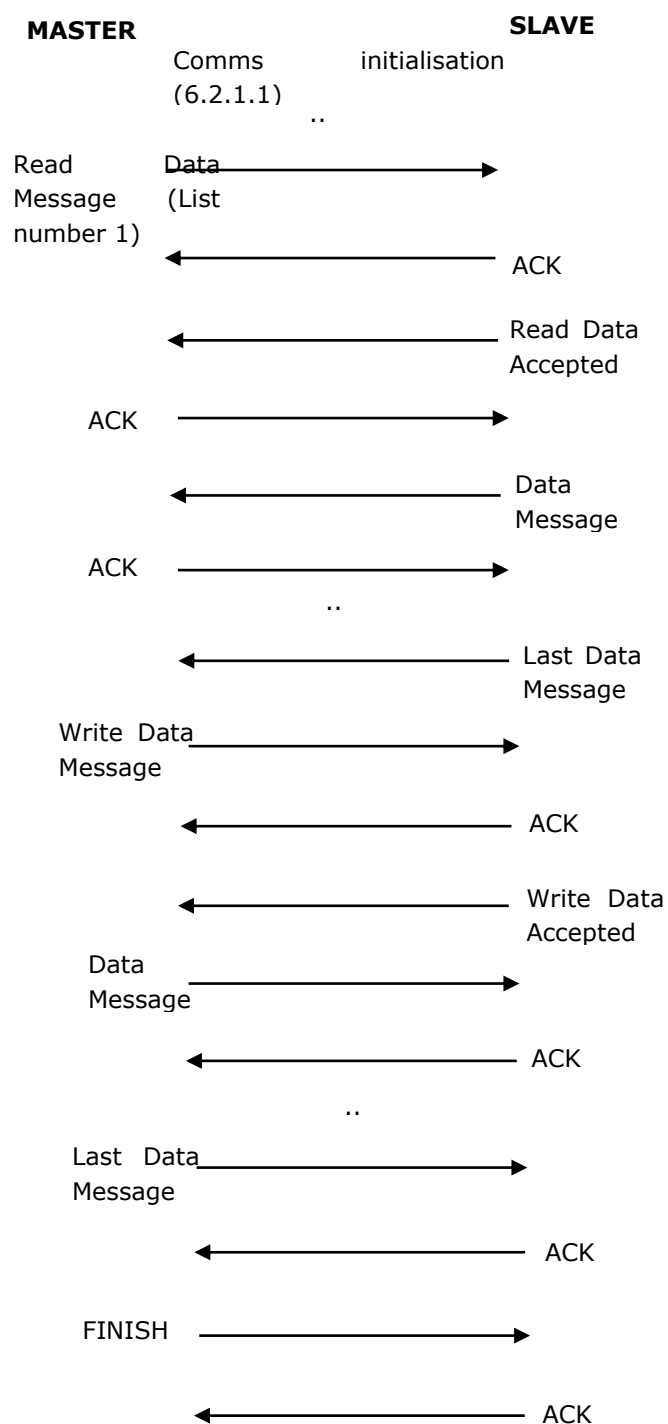 MASTER
SLAVE
Comms initialisation
(6.2.1.1)
..
Read Data
Message (List
number 1)
ACK
Read Data
Accepted
ACK
Data
Message
ACK
..
Last Data
Message
Write Data
Message
ACK
Write Data
Accepted
Data
Message
ACK
..
Last Data
Message
ACK
FINISH
ACK